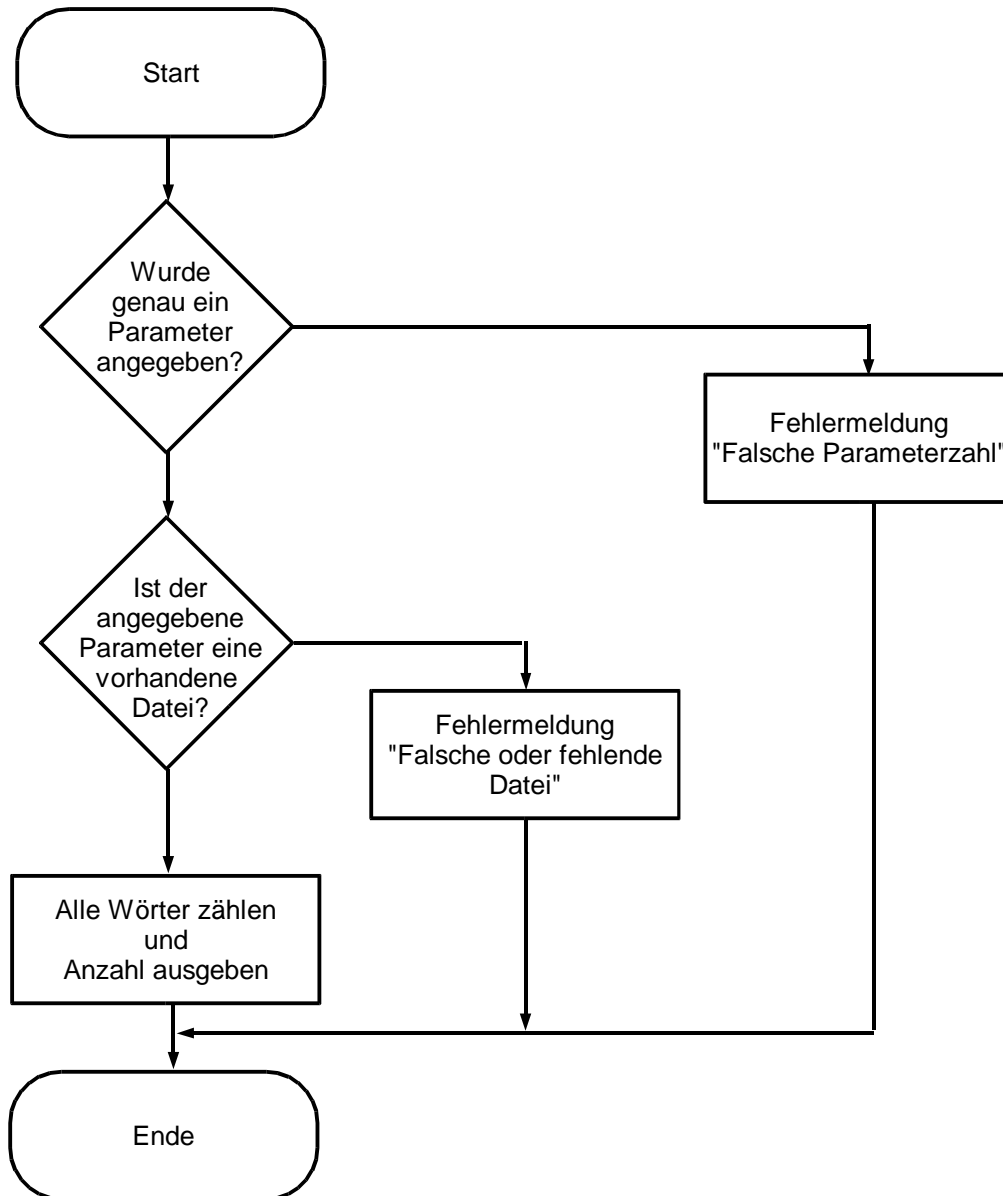 Start
Wurde
genau ein
Parameter
angegeben?
Fehlermeldung
"Falsche Parameterzahl"
Ist der
angegebene
Parameter eine
vorhandene
Datei?
Fehlermeldung
"Falsche oder fehlende
Datei"
Alle Wörter zählen
und
Anzahl ausgeben
Ende